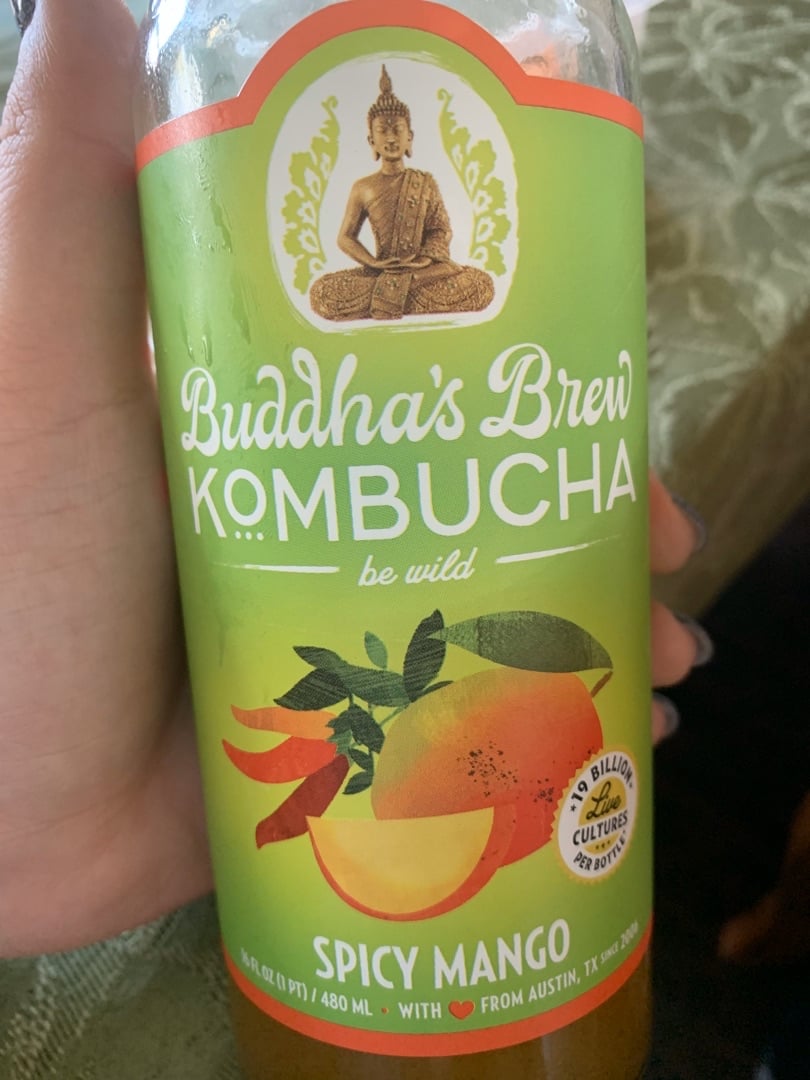 Buddha's Brew
KOMBUCHA
be wild
19 BILLION
Live
CULTURES
PER BOTTLE
SPICY MANGO
16 FL OZ (1 PT) / 480 ML • WITH ❤ FROM AUSTIN, TX SINCE 2006